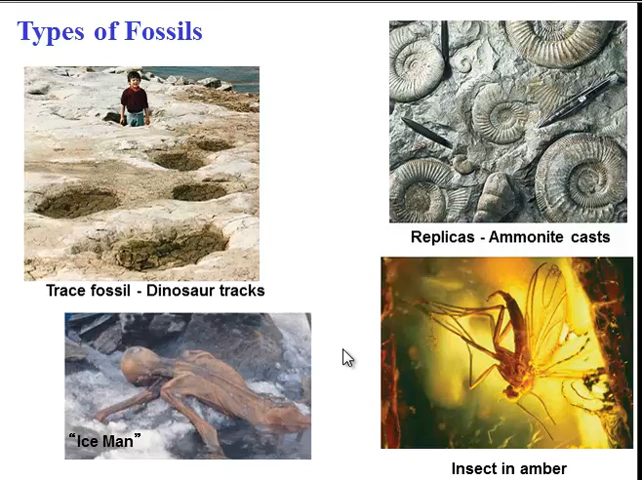 Types of Fossils
Trace fossil - Dinosaur tracks
Replicas - Ammonite casts
“Ice Man”
Insect in amber